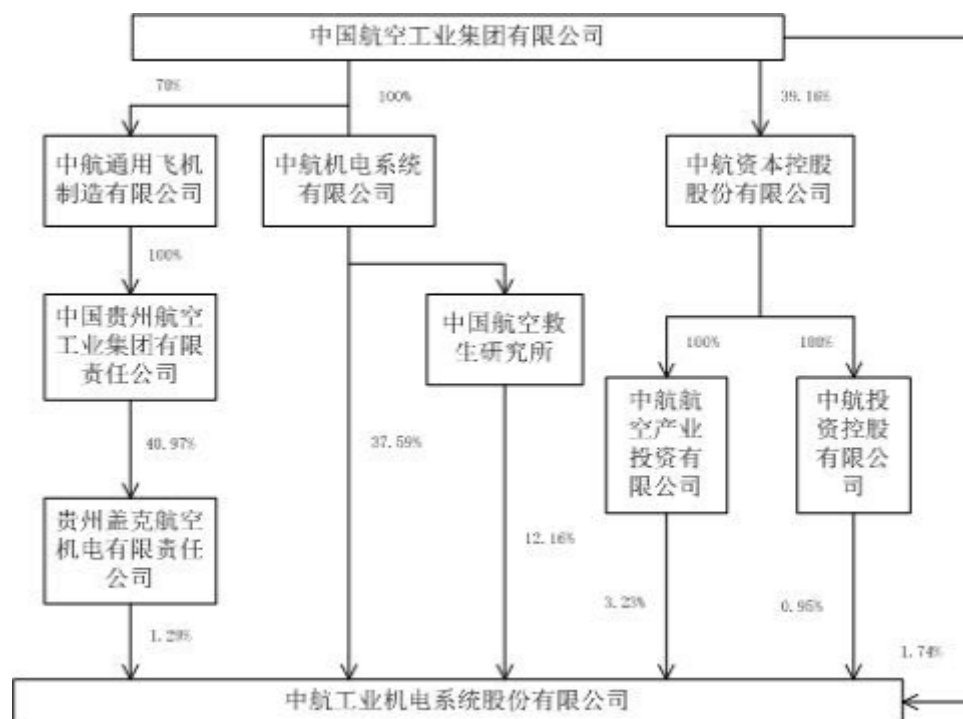 中国航空工业集团有限公司
70%
100%
39.16%
中航通用飞机
制造有限公司
中航机电系统
有限公司
中航资本控股
股份有限公司
100%
中国贵州航空
工业集团有限
责任公司
中国航空救
生研究所
100%
100%
中航航
空产业
投资有
限公司
中航投
资控股
有限公
司
40.97%
37.59%
贵州盖克航空
机电有限责任
公司
12.16%
3.23%
0.95%
1.29%
1.74%
中航工业机电系统股份有限公司